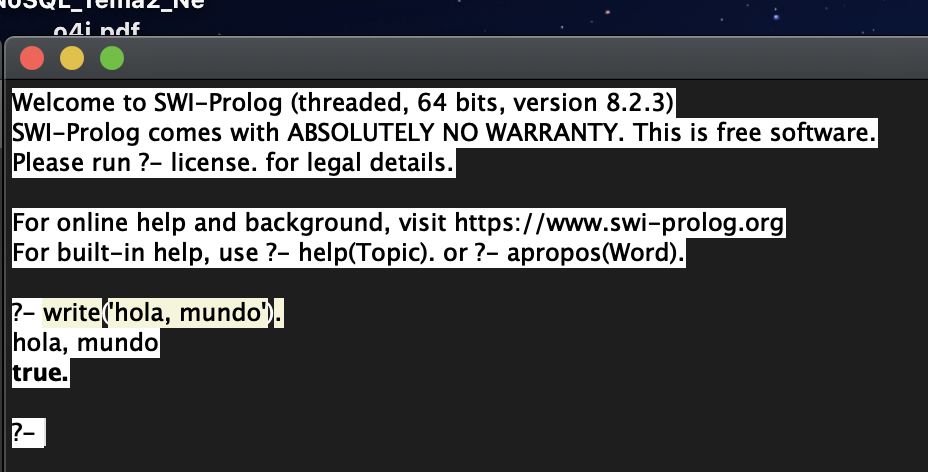 NoSQL_Tema2_Ne
o4j.pdf
Welcome to SWI-Prolog (threaded, 64 bits, version 8.2.3)
SWI-Prolog comes with ABSOLUTELY NO WARRANTY. This is free software.
Please run ?- license. for legal details.
For online help and background, visit https://www.swi-prolog.org
For built-in help, use ?- help(Topic). or ?- apropos(Word).
?- write('hola, mundo').
hola, mundo
true.
?-